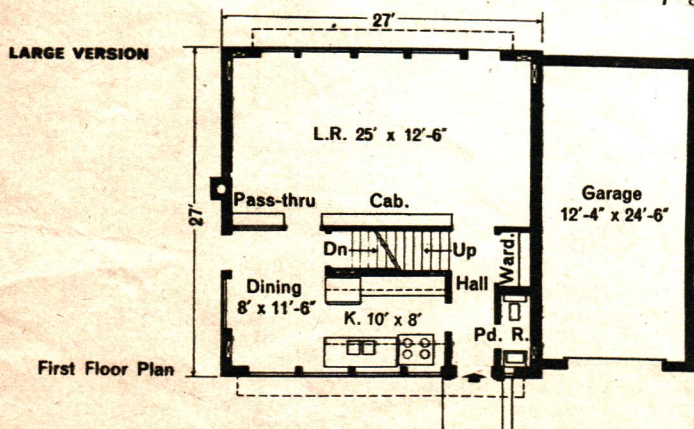 27'
LARGE VERSION
L.R. 25' x 12'-6"
27'
Pass-thru
Cab.
Garage
12'-4" x 24'-6"
Dn
Up
Ward.
Hall
Dining
8' x 11'-6"
K. 10' x 8'
Pd. R.
First Floor Plan